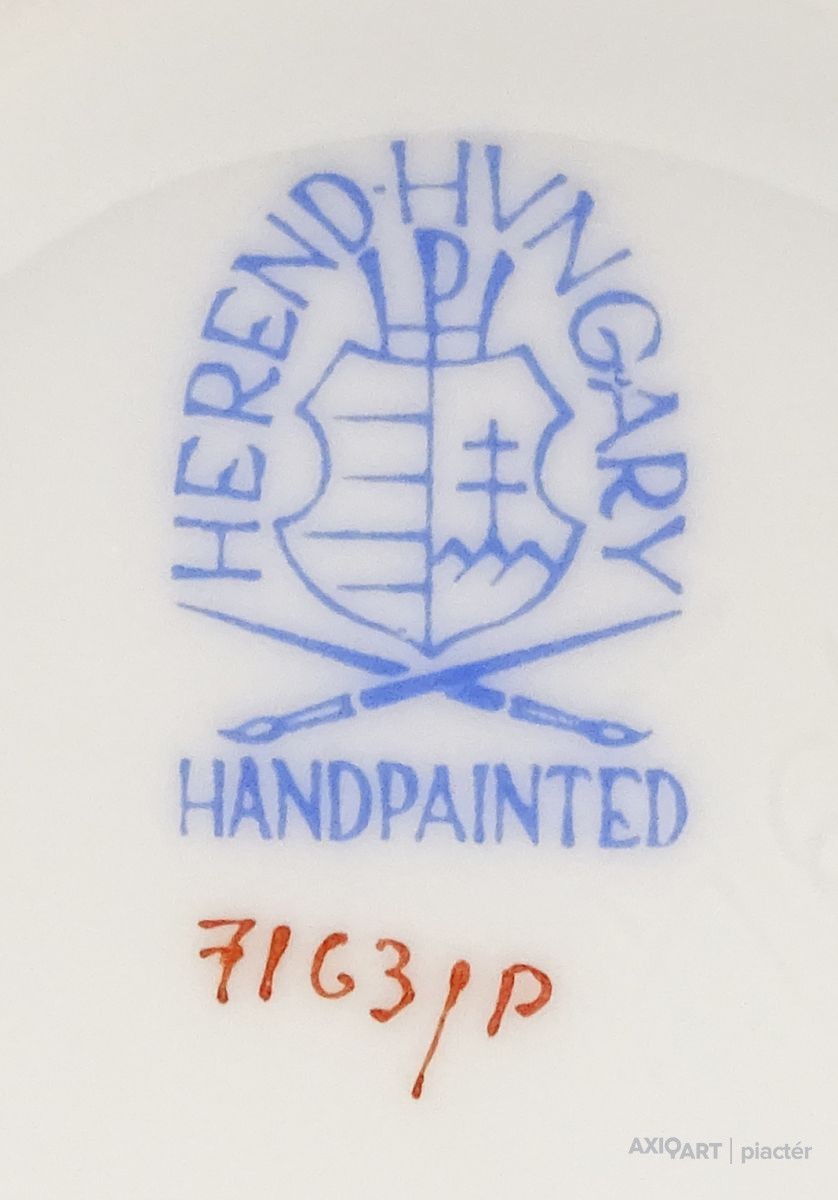 HEREND·HVNGARY
P
HANDPAINTED
7163/P
AXIOART | piactér